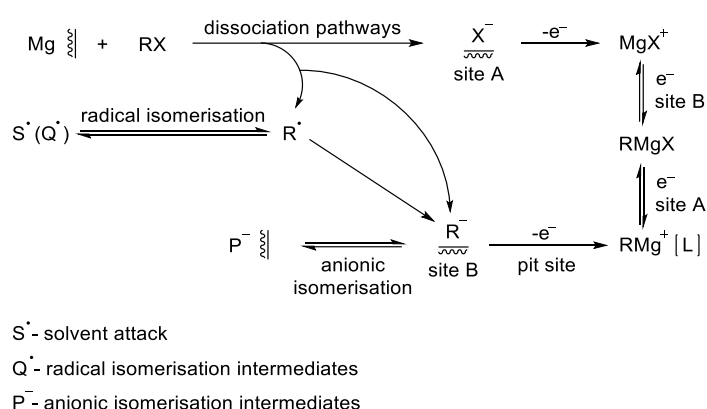 dissociation pathways
Mg + RX X⁻ -e⁻ MgX⁺
site A
e⁻
site B
radical isomerisation
S• (Q•) R• RMgX
e⁻
site A
P⁻ R⁻ -e⁻ RMg⁺ [L]
anionic isomerisation site B pit site
S•- solvent attack
Q•- radical isomerisation intermediates
P⁻- anionic isomerisation intermediates